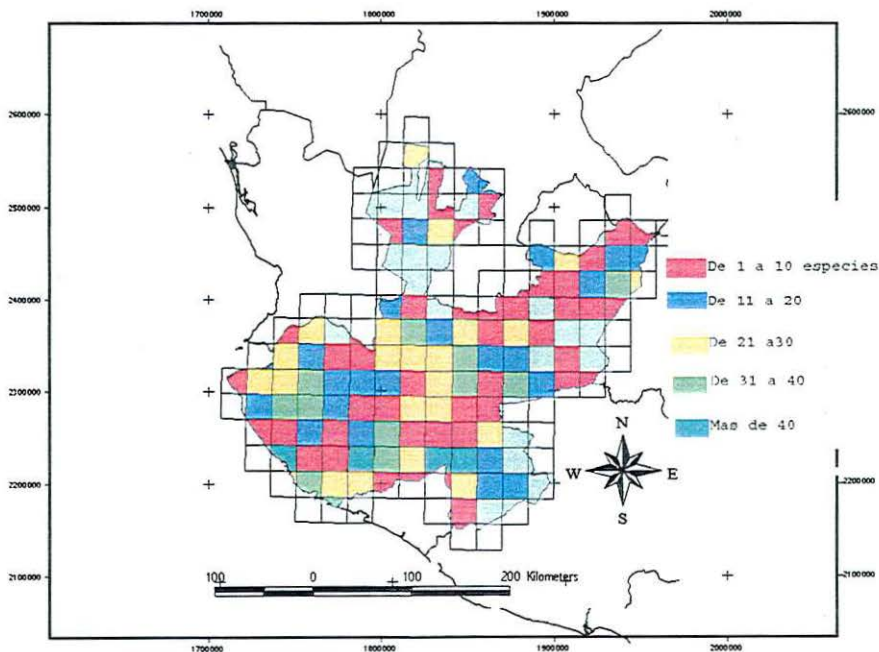 1700000 1800000 1900000 2000000
2600000 2600000
2500000
De 1 a 10 especies
2400000
De 11 a 20
De 21 a30
2300000
De 31 a 40
Mas de 40
N
W E
S
2200000 2200000
2100000 2100000
100 0 100 200 Kilometers
1700000 1800000 1900000 2000000